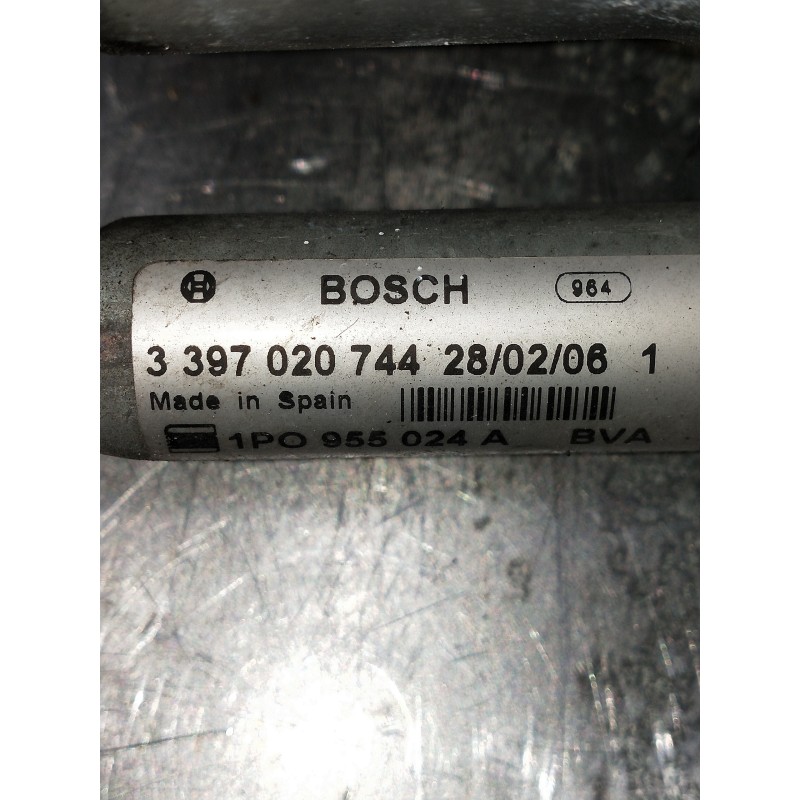 BOSCH 964
3 397 020 744 28/02/06 1
Made in Spain
1PO 955 024 A BVA